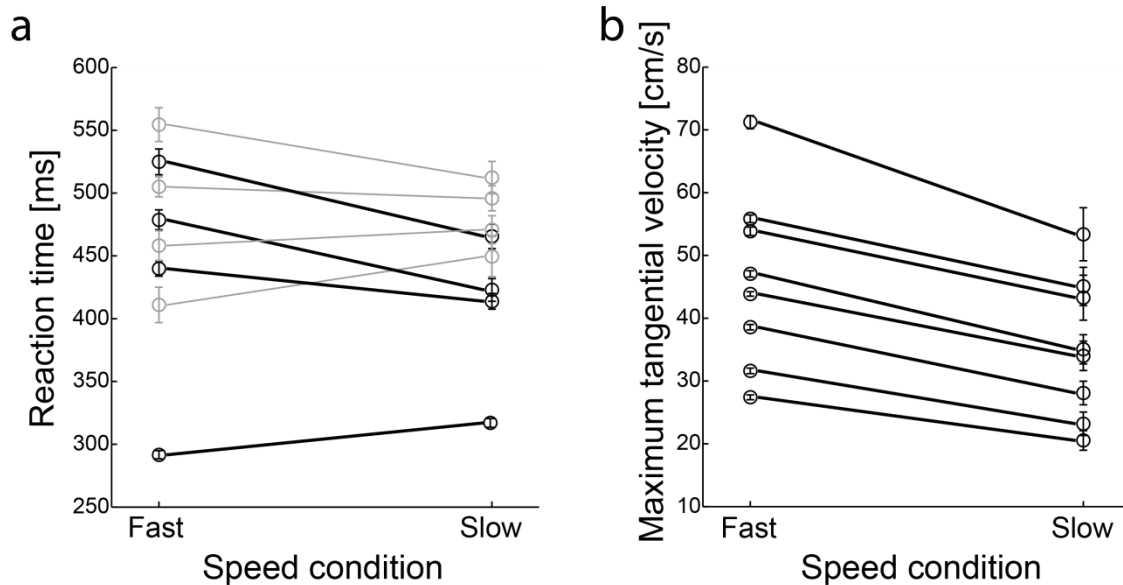 a
Reaction time [ms]
600
550
500
450
400
350
300
250
Fast
Slow
Speed condition
b
Maximum tangential velocity [cm/s]
80
70
60
50
40
30
20
10
Fast
Slow
Speed condition